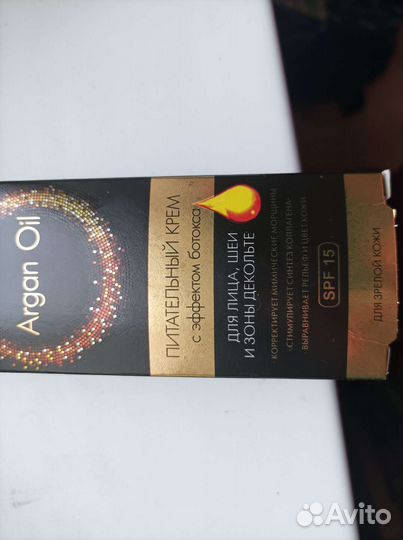 Argan Oil
ПИТАТЕЛЬНЫЙ КРЕМ
с эффектом ботокса
ДЛЯ ЛИЦА, ШЕИ
И ЗОНЫ ДЕКОЛЬТЕ
КОРРЕКТИРУЕТ МИМИЧЕСКИЕ МОРЩИНЫ
·СТИМУЛИРУЕТ СИНТЕЗ КОЛЛАГЕНА·
ВЫРАВНИВАЕТ РЕЛЬЕФ И ЦВЕТ КОЖИ
SPF 15
ДЛЯ ЗРЕЛОЙ КОЖИ
Avito